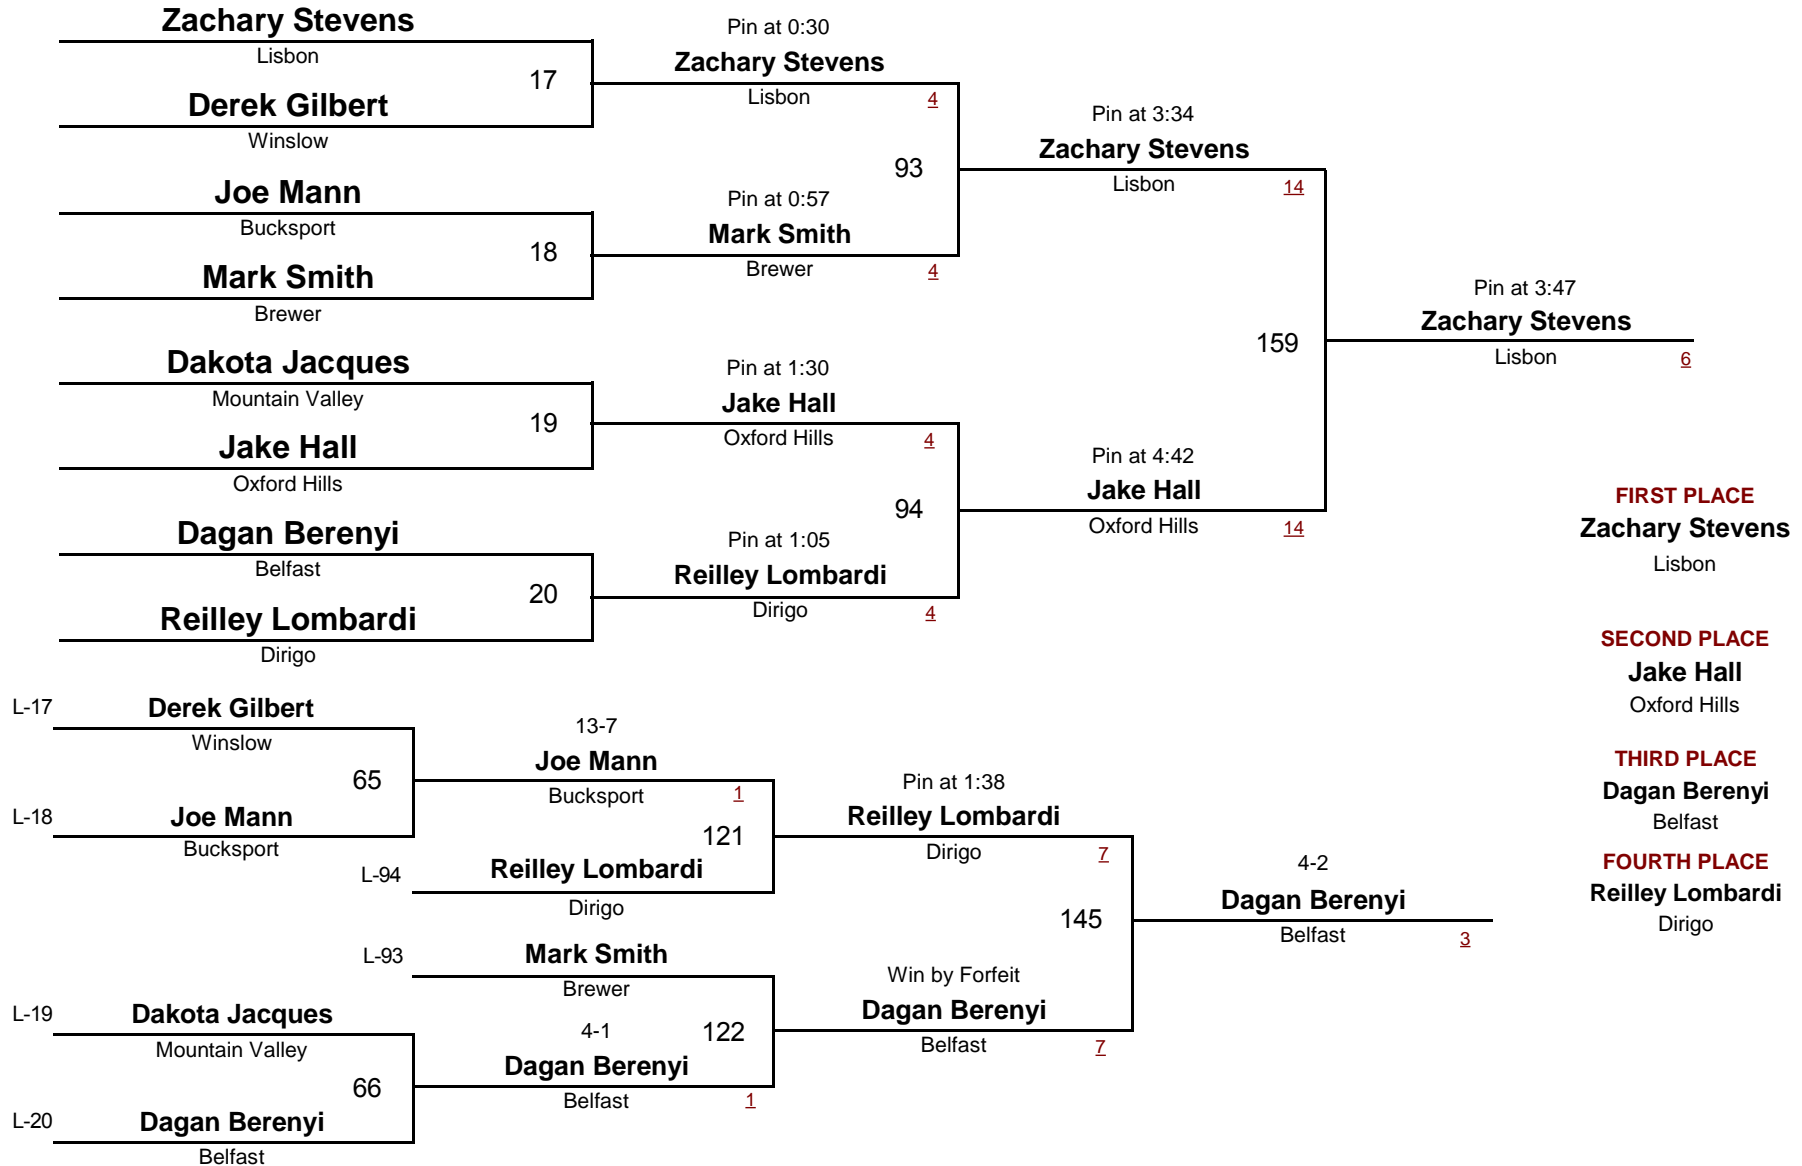 Zachary Stevens
Lisbon
17
Derek Gilbert
Winslow
Joe Mann
Bucksport
18
Mark Smith
Brewer
Dakota Jacques
Mountain Valley
19
Jake Hall
Oxford Hills
Dagan Berenyi
Belfast
20
Reilley Lombardi
Dirigo
Pin at 0:30
Zachary Stevens
Lisbon 4
93
Pin at 0:57
Mark Smith
Brewer 4
Pin at 1:30
Jake Hall
Oxford Hills 4
94
Pin at 1:05
Reilley Lombardi
Dirigo 4
Pin at 3:34
Zachary Stevens
Lisbon 14
159
Pin at 4:42
Jake Hall
Oxford Hills 14
Pin at 3:47
Zachary Stevens
Lisbon 6
FIRST PLACE
Zachary Stevens
Lisbon
SECOND PLACE
Jake Hall
Oxford Hills
THIRD PLACE
Dagan Berenyi
Belfast
FOURTH PLACE
Reilley Lombardi
Dirigo
L-17 Derek Gilbert
Winslow
65
L-18 Joe Mann
Bucksport
13-7
Joe Mann
Bucksport 1
121
L-94 Reilley Lombardi
Dirigo
L-93 Mark Smith
Brewer
122
L-19 Dakota Jacques
Mountain Valley
66
L-20 Dagan Berenyi
Belfast
4-1
Dagan Berenyi
Belfast 1
Pin at 1:38
Reilley Lombardi
Dirigo 7
145
Win by Forfeit
Dagan Berenyi
Belfast 7
4-2
Dagan Berenyi
Belfast 3